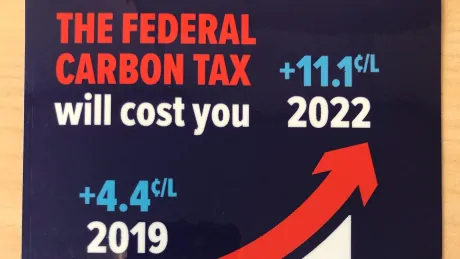 THE FEDERAL
CARBON TAX
will cost you
+11.1¢/L
2022
+4.4¢/L
2019